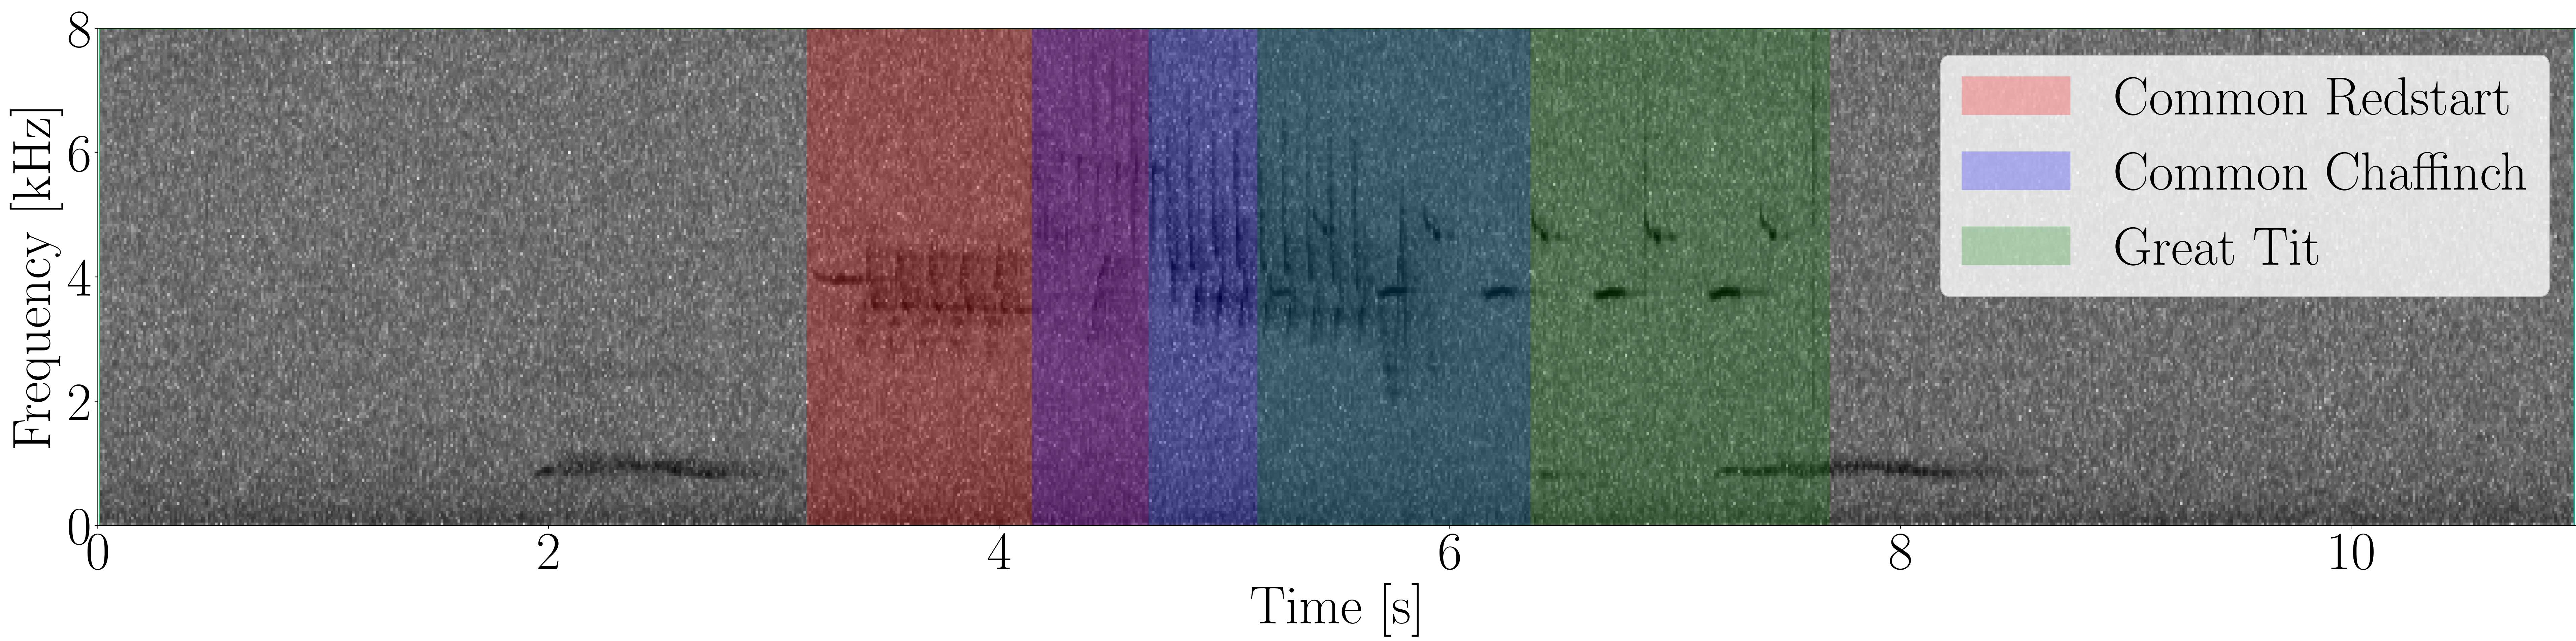 Frequency [kHz]
8
6
4
2
0
0 2 4 6 8 10
Time [s]
Common Redstart
Common Chaffinch
Great Tit